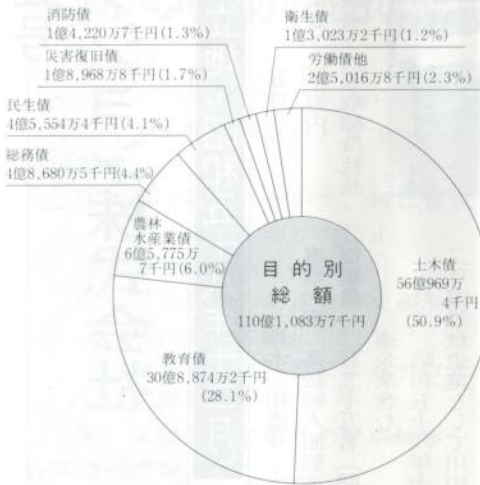 消防債
1億4,220万7千円(1.3%)
災害復旧債
1億8,968万8千円(1.7%)
民生債
4億5,554万4千円(4.1%)
総務債
4億8,680万5千円(4.4%)
農林
水産業債
6億5,775万
7千円(6.0%)
教育債
30億8,874万2千円
(28.1%)
衛生債
1億3,023万2千円(1.2%)
労働債他
2億5,016万8千円(2.3%)
土木債
56億969万
4千円
(50.9%)
目的別
総額
110億1,083万7千円